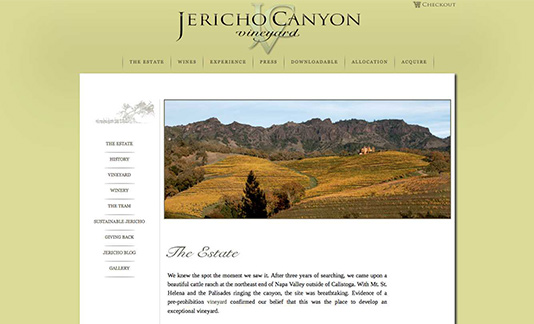 Checkout
JERICHO CANYON
vineyard
THE ESTATE WINES EXPERIENCE PRESS DOWNLOADABLE ALLOCATION ACQUIRE
THE ESTATE
HISTORY
VINEYARD
WINERY
THE TEAM
SUSTAINABLE JERICHO
GIVING BACK
JERICHO BLOG
GALLERY
The Estate
We knew the spot the moment we saw it. After three years of searching, we came upon a
beautiful cattle ranch at the northeast end of Napa Valley outside of Calistoga. With Mt. St.
Helena and the Palisades ringing the canyon, the site was breathtaking. Evidence of a
pre-prohibition vineyard confirmed our belief that this was the place to develop an
exceptional vineyard.